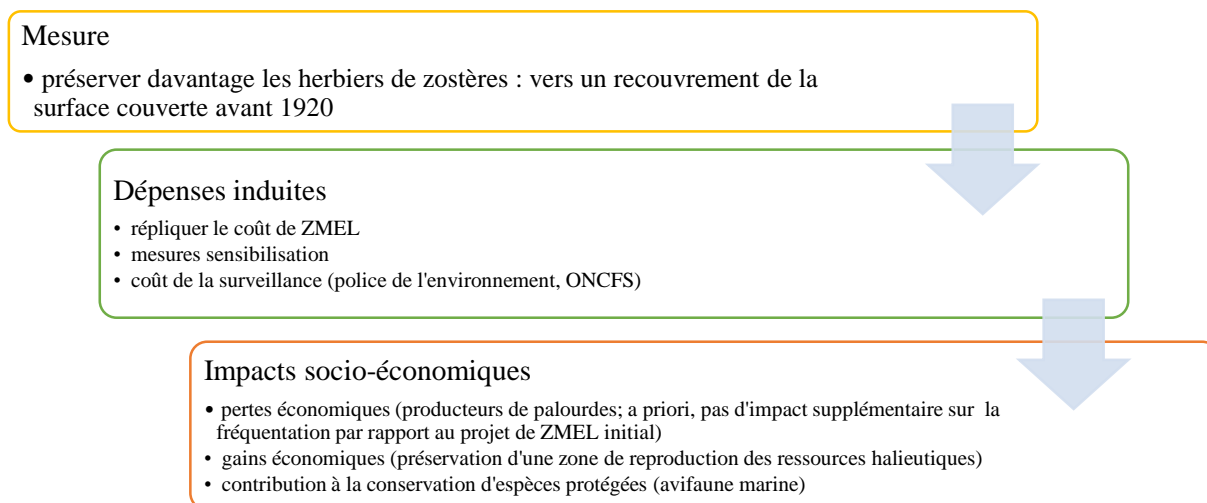 Mesure
• préserver davantage les herbiers de zostères : vers un recouvrement de la
surface couverte avant 1920
Dépenses induites
• répliquer le coût de ZMEL
• mesures sensibilisation
• coût de la surveillance (police de l'environnement, ONCFS)
Impacts socio-économiques
• pertes économiques (producteurs de palourdes; a priori, pas d'impact supplémentaire sur la
fréquentation par rapport au projet de ZMEL initial)
• gains économiques (préservation d'une zone de reproduction des ressources halieutiques)
• contribution à la conservation d'espèces protégées (avifaune marine)